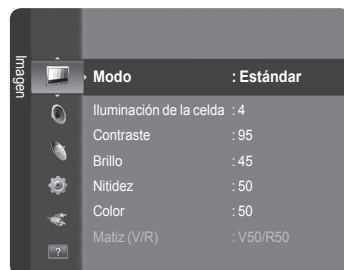 Imagen
Modo : Estándar
Iluminación de la celda : 4
Contraste : 95
Brillo : 45
Nitidez : 50
Color : 50
Matiz (V/R) : V50/R50
?